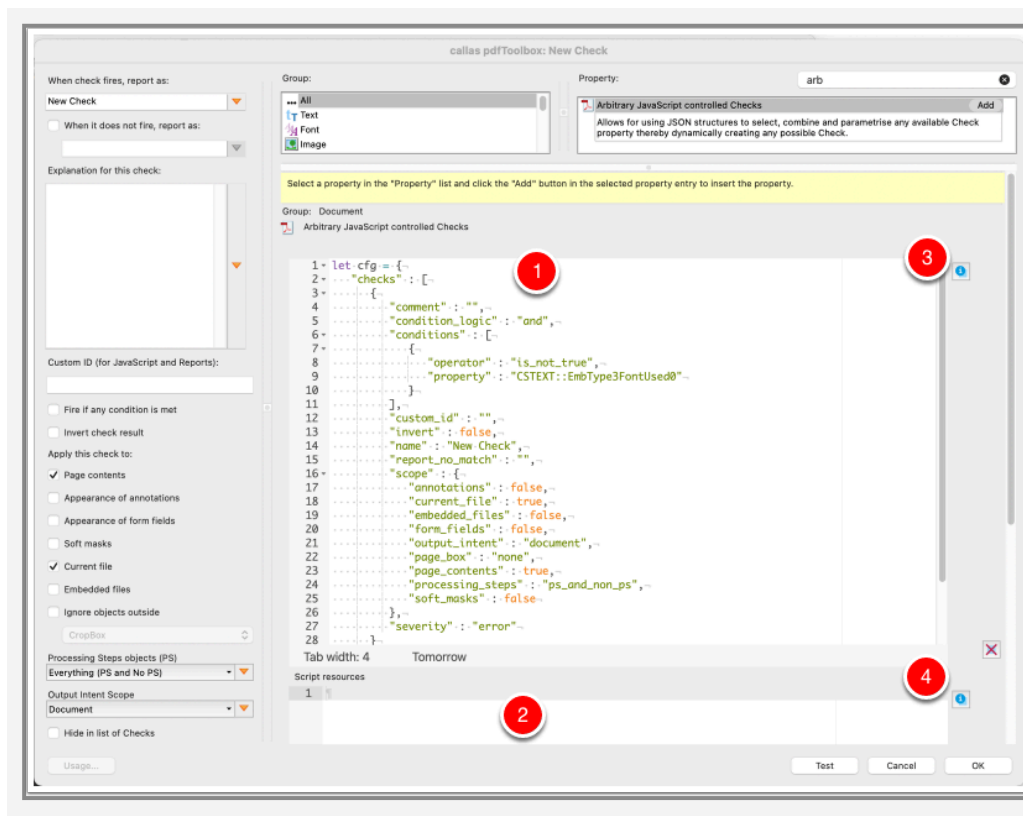 callas pdfToolbox: New Check
When check fires, report as:
New Check
When it does not fire, report as:
Explanation for this check:
Custom ID (for JavaScript and Reports):
Fire if any condition is met
Invert check result
Apply this check to:
Page contents
Appearance of annotations
Appearance of form fields
Soft masks
Current file
Embedded files
Ignore objects outside
CropBox
Processing Steps objects (PS)
Everything (PS and No PS)
Output Intent Scope
Document
Hide in list of Checks
Usage...
Group:
All
Text
Font
Image
Property:
arb
Arbitrary JavaScript controlled Checks
Add
Allows for using JSON structures to select, combine and parametrise any available Check
property thereby dynamically creating any possible Check.
Select a property in the "Property" list and click the "Add" button in the selected property entry to insert the property.
Group: Document
Arbitrary JavaScript controlled Checks
1 let cfg = {
2 "checks" : [
3 {
4 "comment" : "",
5 "condition_logic" : "and",
6 "conditions" : [
7 {
8 "operator" : "is_not_true",
9 "property" : "CSTEXT::EmbType3FontUsed0"
10 }
11 ],
12 "custom_id" : "",
13 "invert" : false,
14 "name" : "New Check",
15 "report_no_match" : "",
16 "scope" : {
17 "annotations" : false,
18 "current_file" : true,
19 "embedded_files" : false,
20 "form_fields" : false,
21 "output_intent" : "document",
22 "page_box" : "none",
23 "page_contents" : true,
24 "processing_steps" : "ps_and_non_ps",
25 "soft_masks" : false
26 },
27 "severity" : "error"
28 }
Tab width: 4 Tomorrow
Script resources
1
1
2
3
4
Test
Cancel
OK